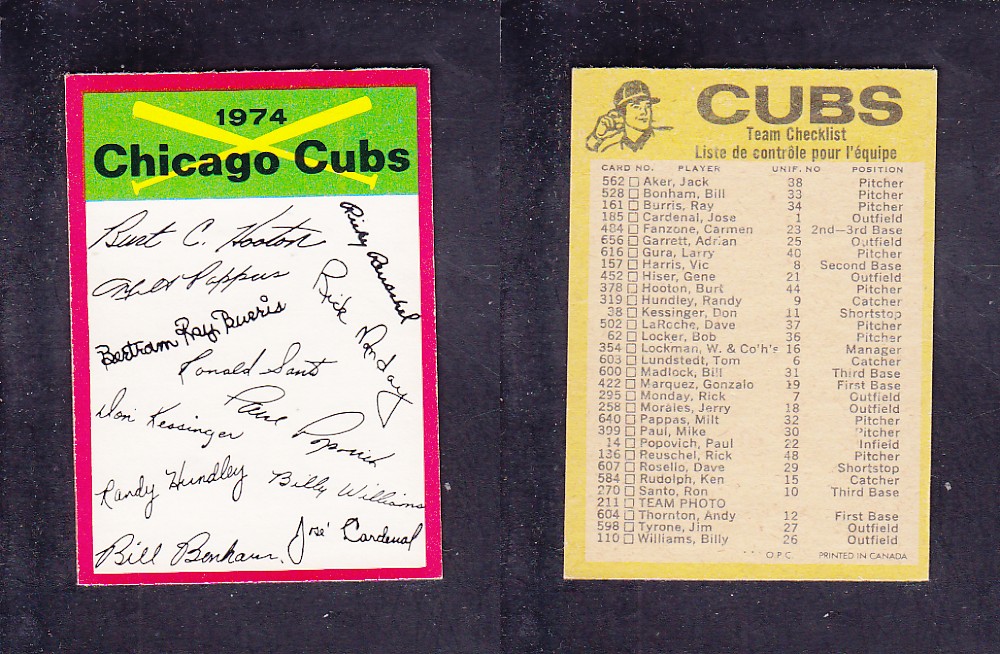 1974
Chicago Cubs
Burt C. Hooton
Ricky Reuschel
Milt Pappas
Rick Monday
Bertram Ray Burris
Ronald Santo
Paul Popovich
Don Kessinger
Randy Hundley
Billy Williams
José Cardenal
Bill Bonham
CUBS
Team Checklist
Liste de contrôle pour l'équipe
CARD NO. PLAYER UNIF. NO POSITION
562 Aker, Jack 38 Pitcher
528 Bonham, Bill 33 Pitcher
161 Burris, Ray 34 Pitcher
185 Cardenal, Jose 1 Outfield
484 Fanzone, Carmen 23 2nd—3rd Base
656 Garrett, Adrian 25 Outfield
616 Gura, Larry 40 Pitcher
157 Harris, Vic 8 Second Base
452 Hiser, Gene 21 Outfield
378 Hooton, Burt 44 Pitcher
319 Hundley, Randy 9 Catcher
38 Kessinger, Don 11 Shortstop
502 LaRoche, Dave 37 Pitcher
62 Locker, Bob 36 Pitcher
354 Lockman, W. & Co'h's 16 Manager
603 Lundstedt, Tom 6 Catcher
600 Madlock, Bill 31 Third Base
422 Marquez, Gonzalo 19 First Base
295 Monday, Rick 7 Outfield
258 Morales, Jerry 18 Outfield
640 Pappas, Milt 32 Pitcher
399 Paul, Mike 30 Pitcher
14 Popovich, Paul 22 Infield
136 Reuschel, Rick 48 Pitcher
607 Rosello, Dave 29 Shortstop
584 Rudolph, Ken 15 Catcher
270 Santo, Ron 10 Third Base
211 TEAM PHOTO
604 Thornton, Andy 12 First Base
598 Tyrone, Jim 27 Outfield
110 Williams, Billy 26 Outfield
O.P.C. PRINTED IN CANADA